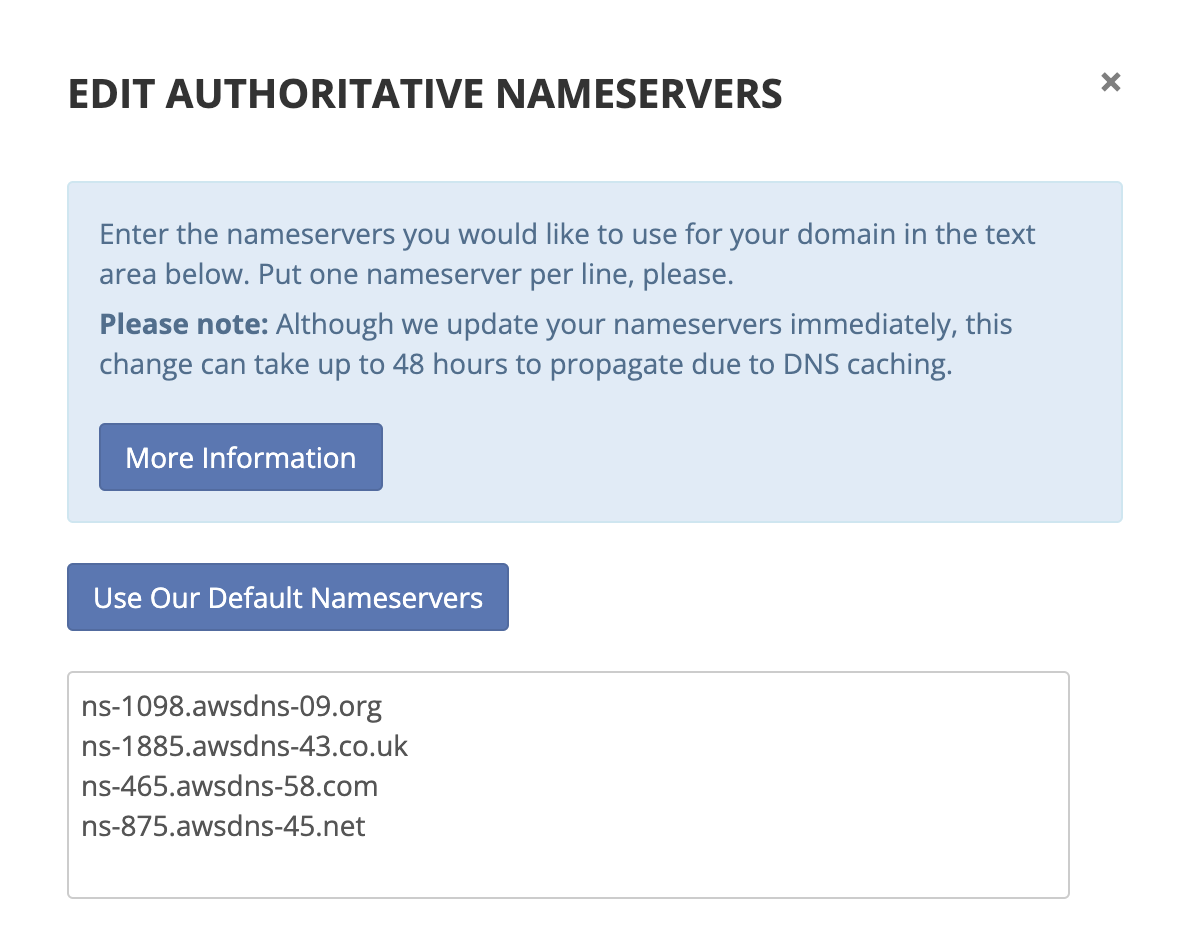 EDIT AUTHORITATIVE NAMESERVERS
Enter the nameservers you would like to use for your domain in the text
area below. Put one nameserver per line, please.
Please note: Although we update your nameservers immediately, this
change can take up to 48 hours to propagate due to DNS caching.
More Information
Use Our Default Nameservers
ns-1098.awsdns-09.org
ns-1885.awsdns-43.co.uk
ns-465.awsdns-58.com
ns-875.awsdns-45.net